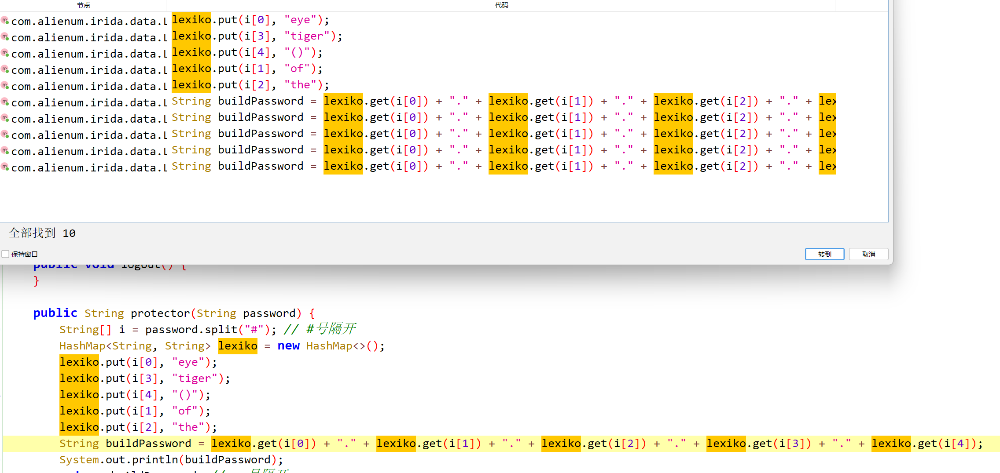 节点 代码
com.alienum.irida.data.L lexiko.put(i[0], "eye");
com.alienum.irida.data.L lexiko.put(i[3], "tiger");
com.alienum.irida.data.L lexiko.put(i[4], "()");
com.alienum.irida.data.L lexiko.put(i[1], "of");
com.alienum.irida.data.L lexiko.put(i[2], "the");
com.alienum.irida.data.L String buildPassword = lexiko.get(i[0]) + "." + lexiko.get(i[1]) + "." + lexiko.get(i[2]) + "." + lex
com.alienum.irida.data.L String buildPassword = lexiko.get(i[0]) + "." + lexiko.get(i[1]) + "." + lexiko.get(i[2]) + "." + lex
com.alienum.irida.data.L String buildPassword = lexiko.get(i[0]) + "." + lexiko.get(i[1]) + "." + lexiko.get(i[2]) + "." + lex
com.alienum.irida.data.L String buildPassword = lexiko.get(i[0]) + "." + lexiko.get(i[1]) + "." + lexiko.get(i[2]) + "." + lex
com.alienum.irida.data.L String buildPassword = lexiko.get(i[0]) + "." + lexiko.get(i[1]) + "." + lexiko.get(i[2]) + "." + lex
全部找到 10
保持窗口 转到 取消
public void logout() {
}
public String protector(String password) {
String[] i = password.split("#"); // #号隔开
HashMap<String, String> lexiko = new HashMap<>();
lexiko.put(i[0], "eye");
lexiko.put(i[3], "tiger");
lexiko.put(i[4], "()");
lexiko.put(i[1], "of");
lexiko.put(i[2], "the");
String buildPassword = lexiko.get(i[0]) + "." + lexiko.get(i[1]) + "." + lexiko.get(i[2]) + "." + lexiko.get(i[3]) + "." + lexiko.get(i[4]);
System.out.println(buildPassword);